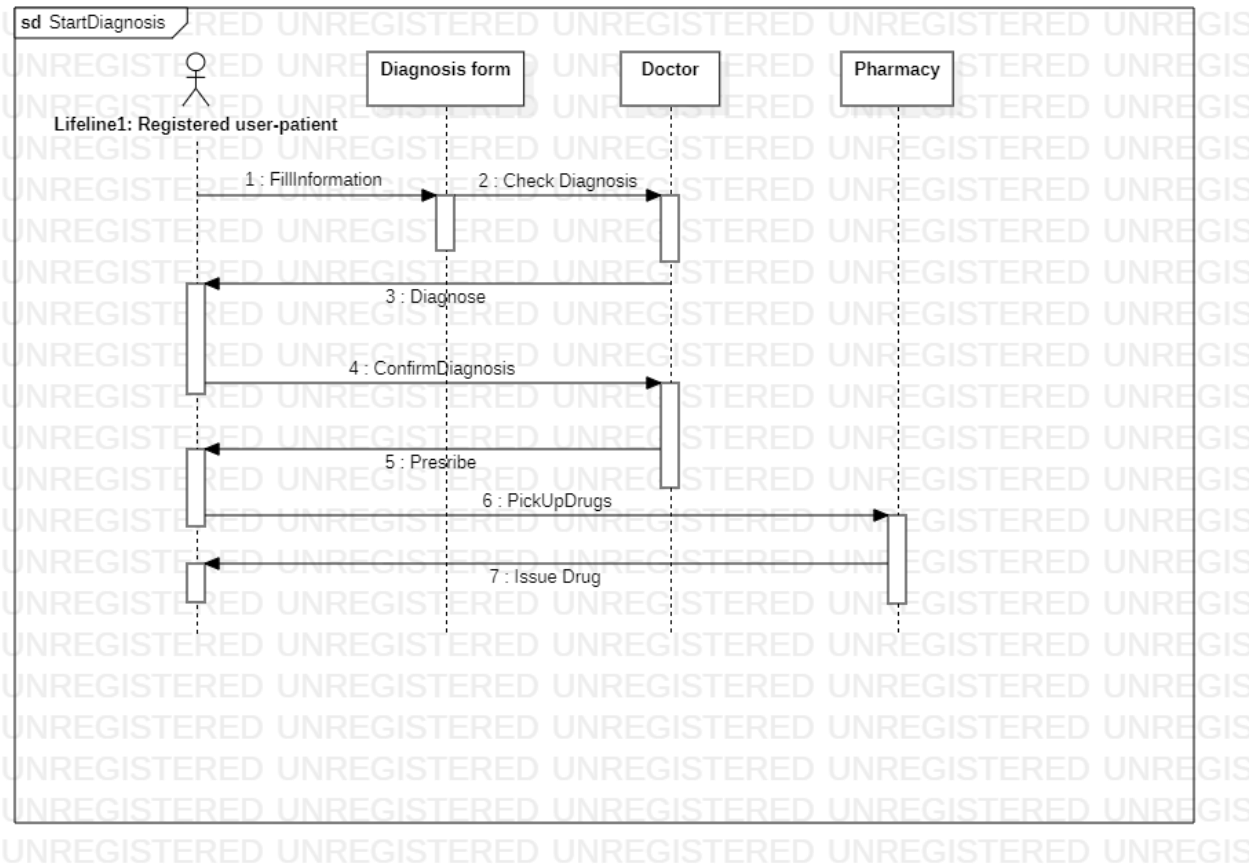 sd StartDiagnosis
Diagnosis form
Doctor
Pharmacy
Lifeline1: Registered user-patient
1 : FillInformation
2 : Check Diagnosis
3 : Diagnose
4 : ConfirmDiagnosis
5 : Presribe
6 : PickUpDrugs
7 : Issue Drug
UNREGISTERED UNREGISTERED UNREGISTERED UNREGISTERED UNREGIS